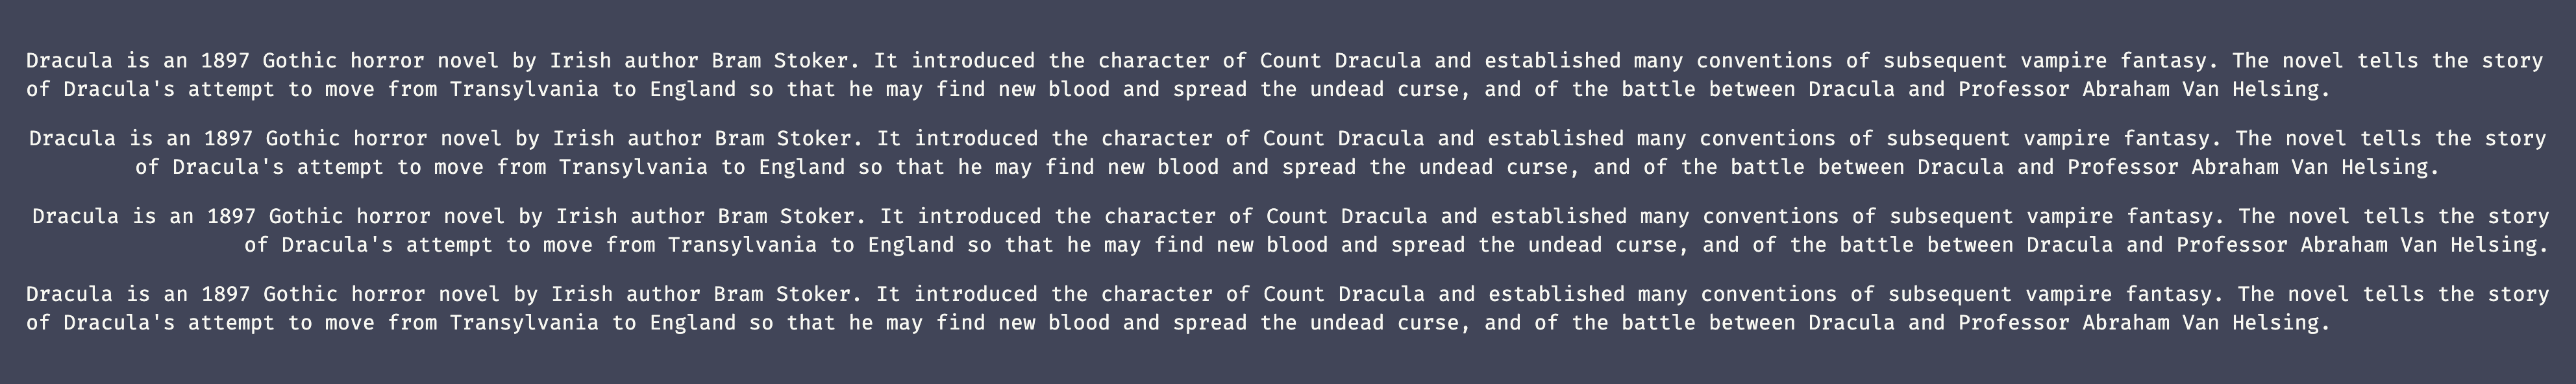 Dracula is an 1897 Gothic horror novel by Irish author Bram Stoker. It introduced the character of Count Dracula and established many conventions of subsequent vampire fantasy. The novel tells the story
of Dracula's attempt to move from Transylvania to England so that he may find new blood and spread the undead curse, and of the battle between Dracula and Professor Abraham Van Helsing.
Dracula is an 1897 Gothic horror novel by Irish author Bram Stoker. It introduced the character of Count Dracula and established many conventions of subsequent vampire fantasy. The novel tells the story
of Dracula's attempt to move from Transylvania to England so that he may find new blood and spread the undead curse, and of the battle between Dracula and Professor Abraham Van Helsing.
Dracula is an 1897 Gothic horror novel by Irish author Bram Stoker. It introduced the character of Count Dracula and established many conventions of subsequent vampire fantasy. The novel tells the story
of Dracula's attempt to move from Transylvania to England so that he may find new blood and spread the undead curse, and of the battle between Dracula and Professor Abraham Van Helsing.
Dracula is an 1897 Gothic horror novel by Irish author Bram Stoker. It introduced the character of Count Dracula and established many conventions of subsequent vampire fantasy. The novel tells the story
of Dracula's attempt to move from Transylvania to England so that he may find new blood and spread the undead curse, and of the battle between Dracula and Professor Abraham Van Helsing.